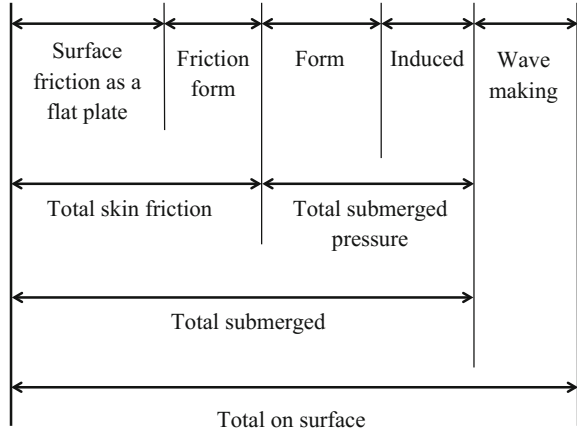 Surface
friction as a
flat plate
Friction
form
Form
Induced
Wave
making
Total skin friction
Total submerged
pressure
Total submerged
Total on surface